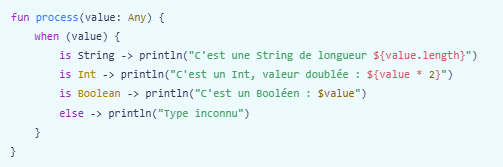 fun process(value: Any) {
    when (value) {
        is String -> println("C'est une String de longueur ${value.length}")
        is Int -> println("C'est un Int, valeur doublée : ${value * 2}")
        is Boolean -> println("C'est un Booléen : $value")
        else -> println("Type inconnu")
    }
}